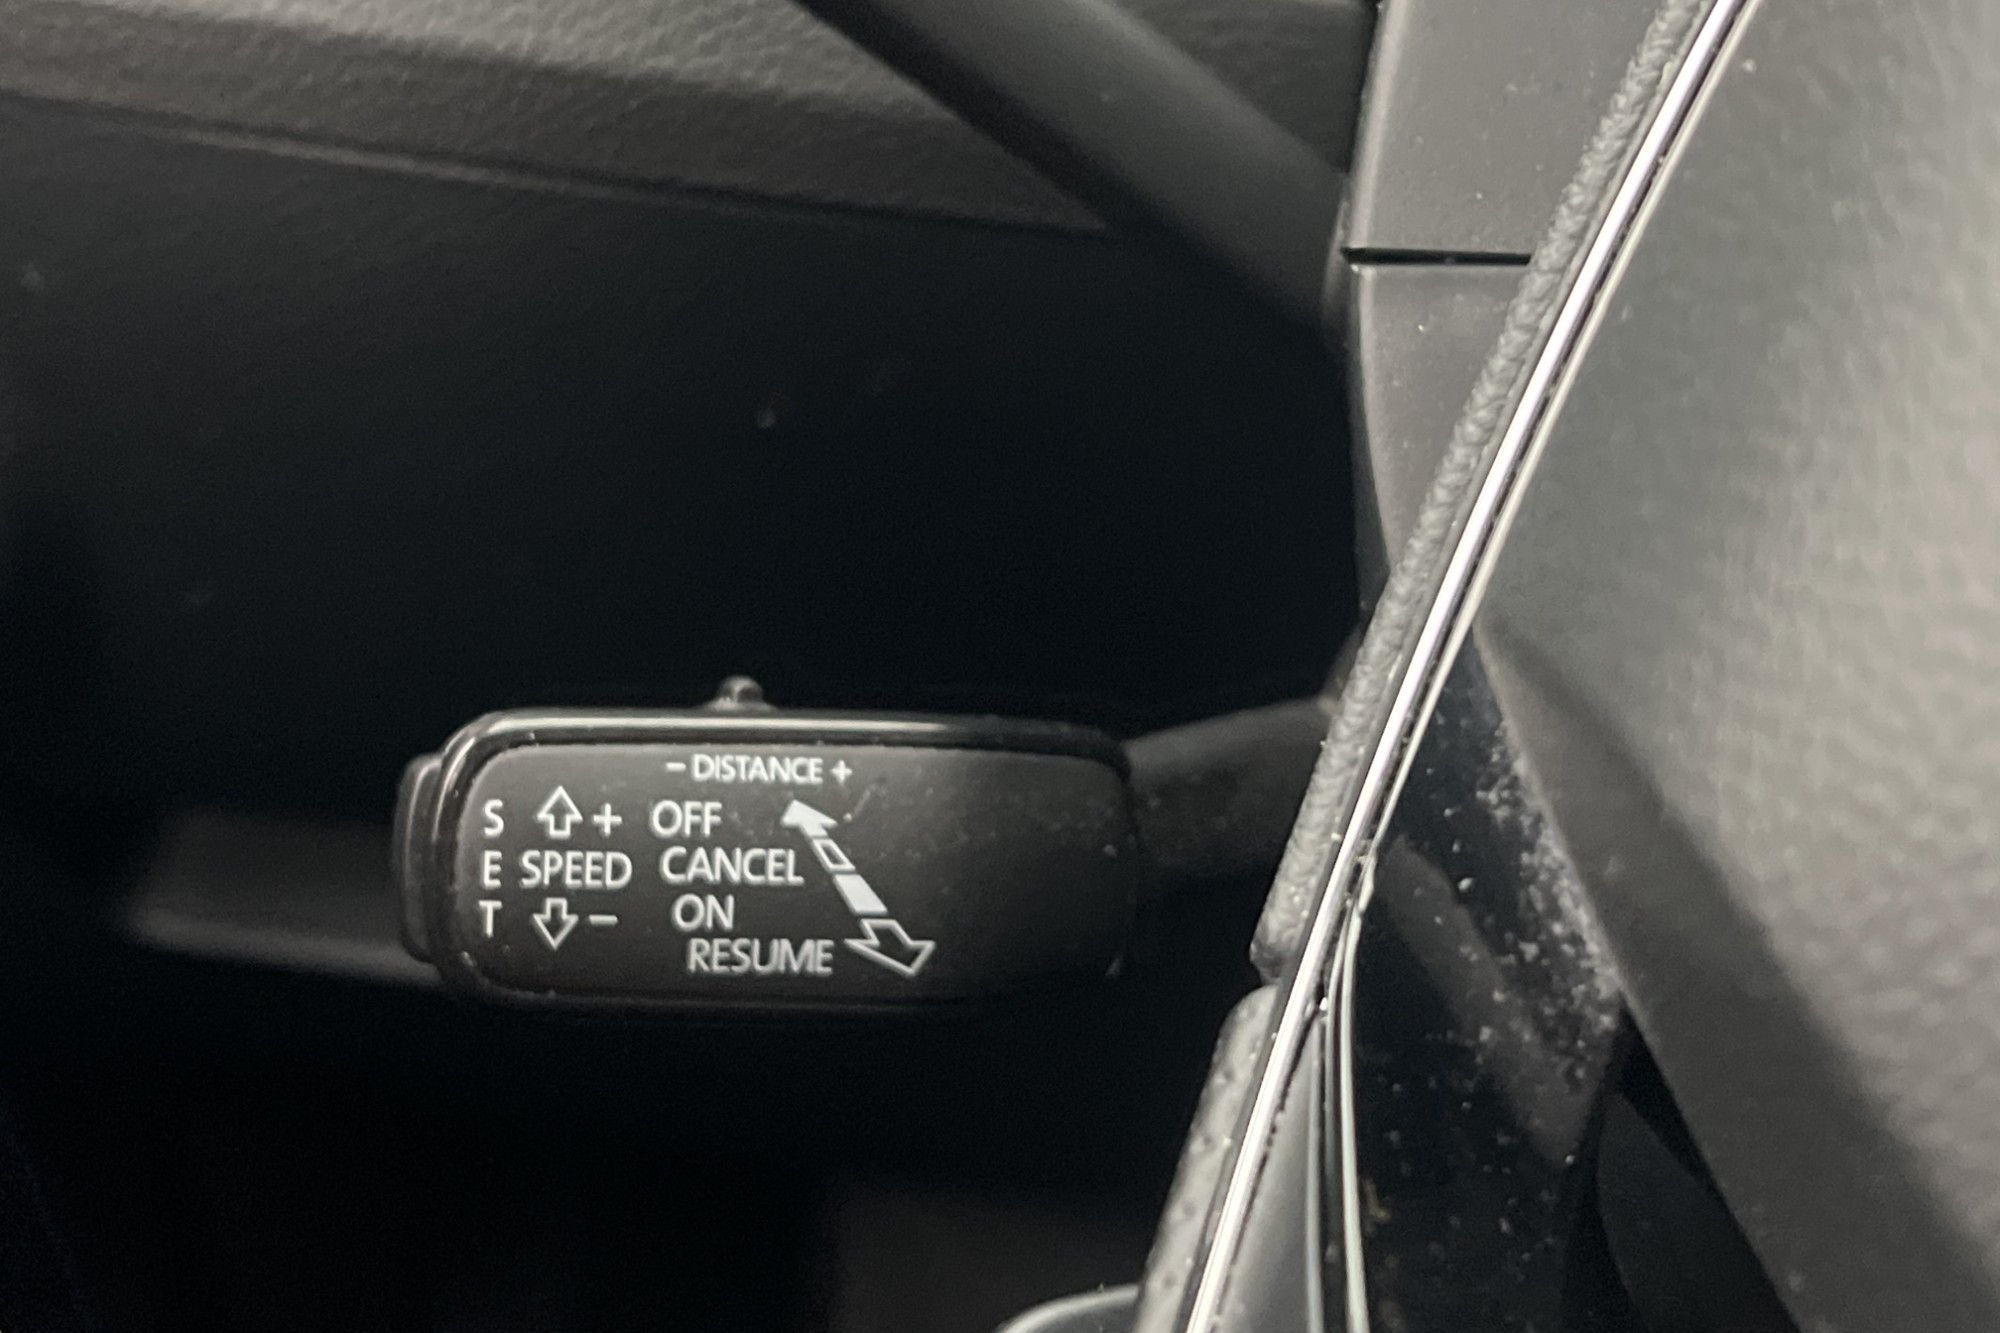 − DISTANCE +
S + OFF
E SPEED CANCEL
T − ON
RESUME